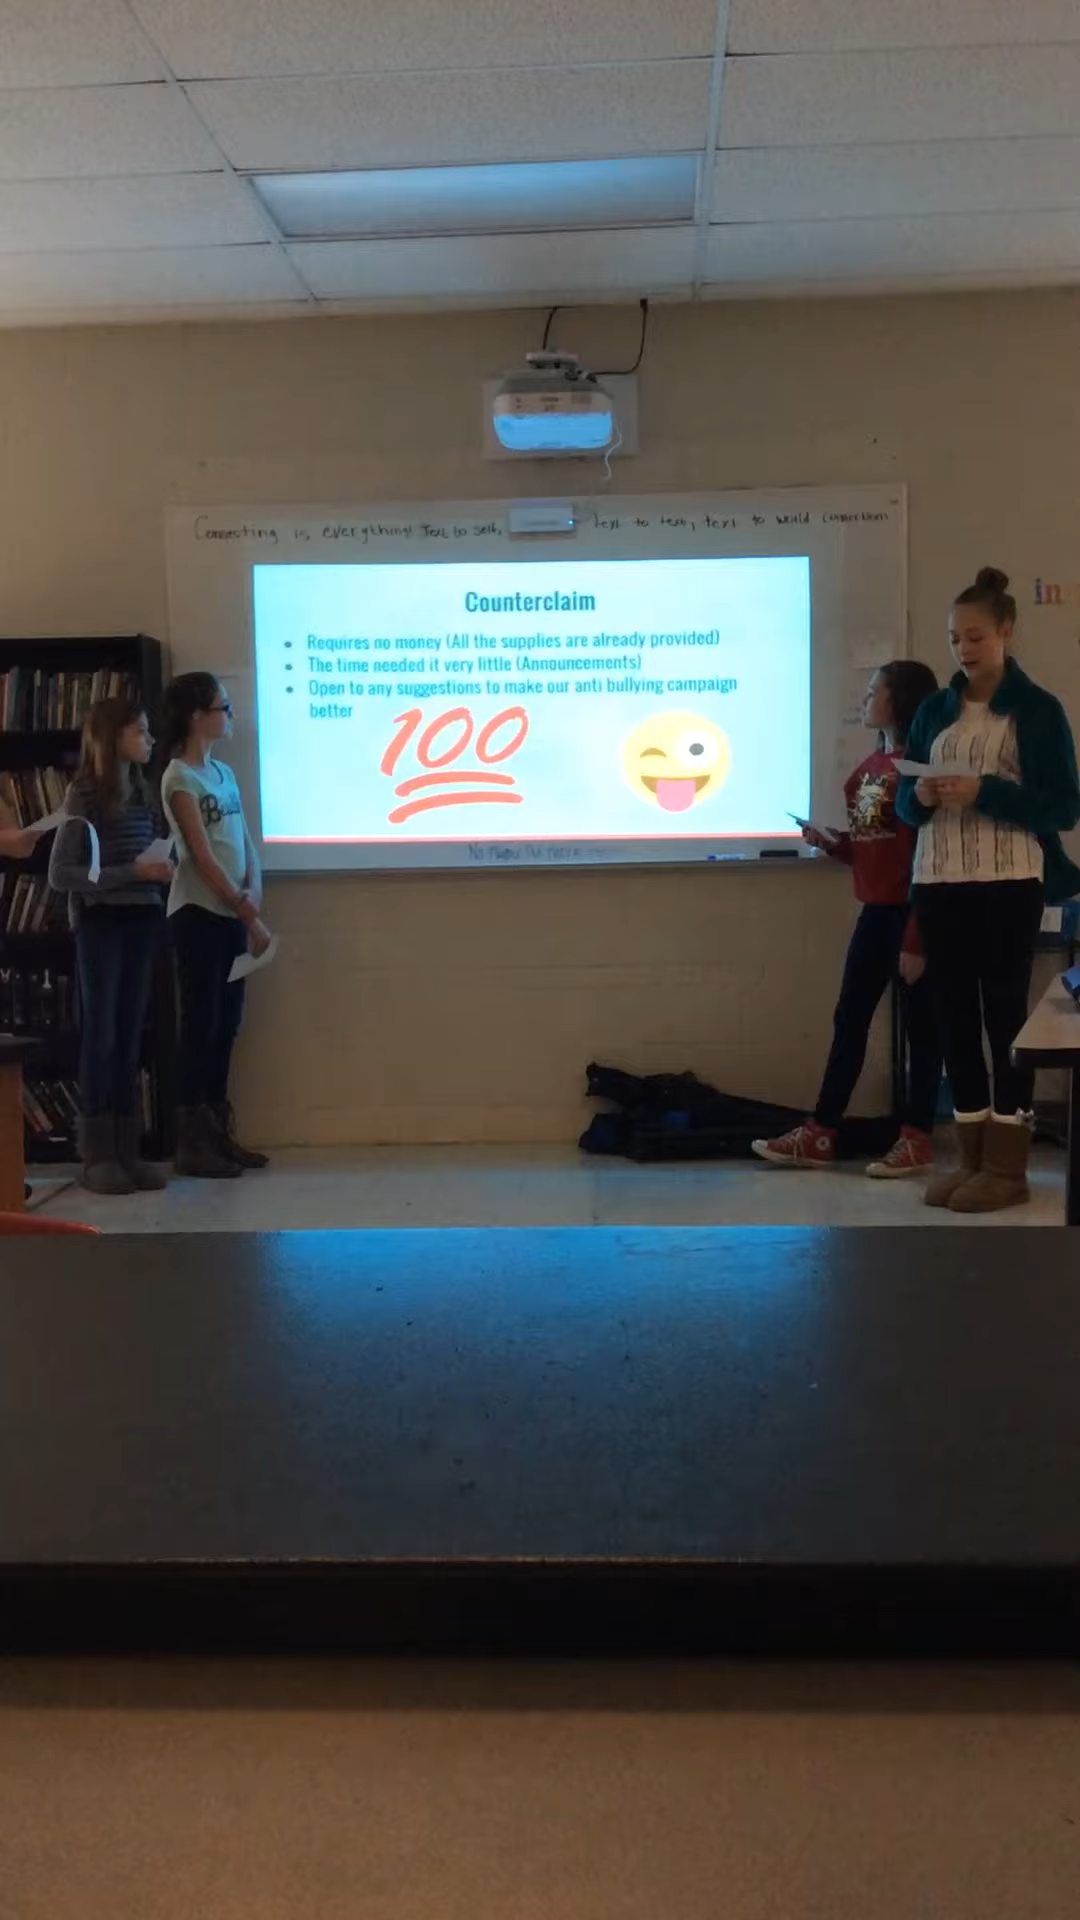 Connecting is everything! Text to self, text to text, text to world connections
Counterclaim
Requires no money (All the supplies are already provided)
The time needed it very little (Announcements)
Open to any suggestions to make our anti bullying campaign
better
100